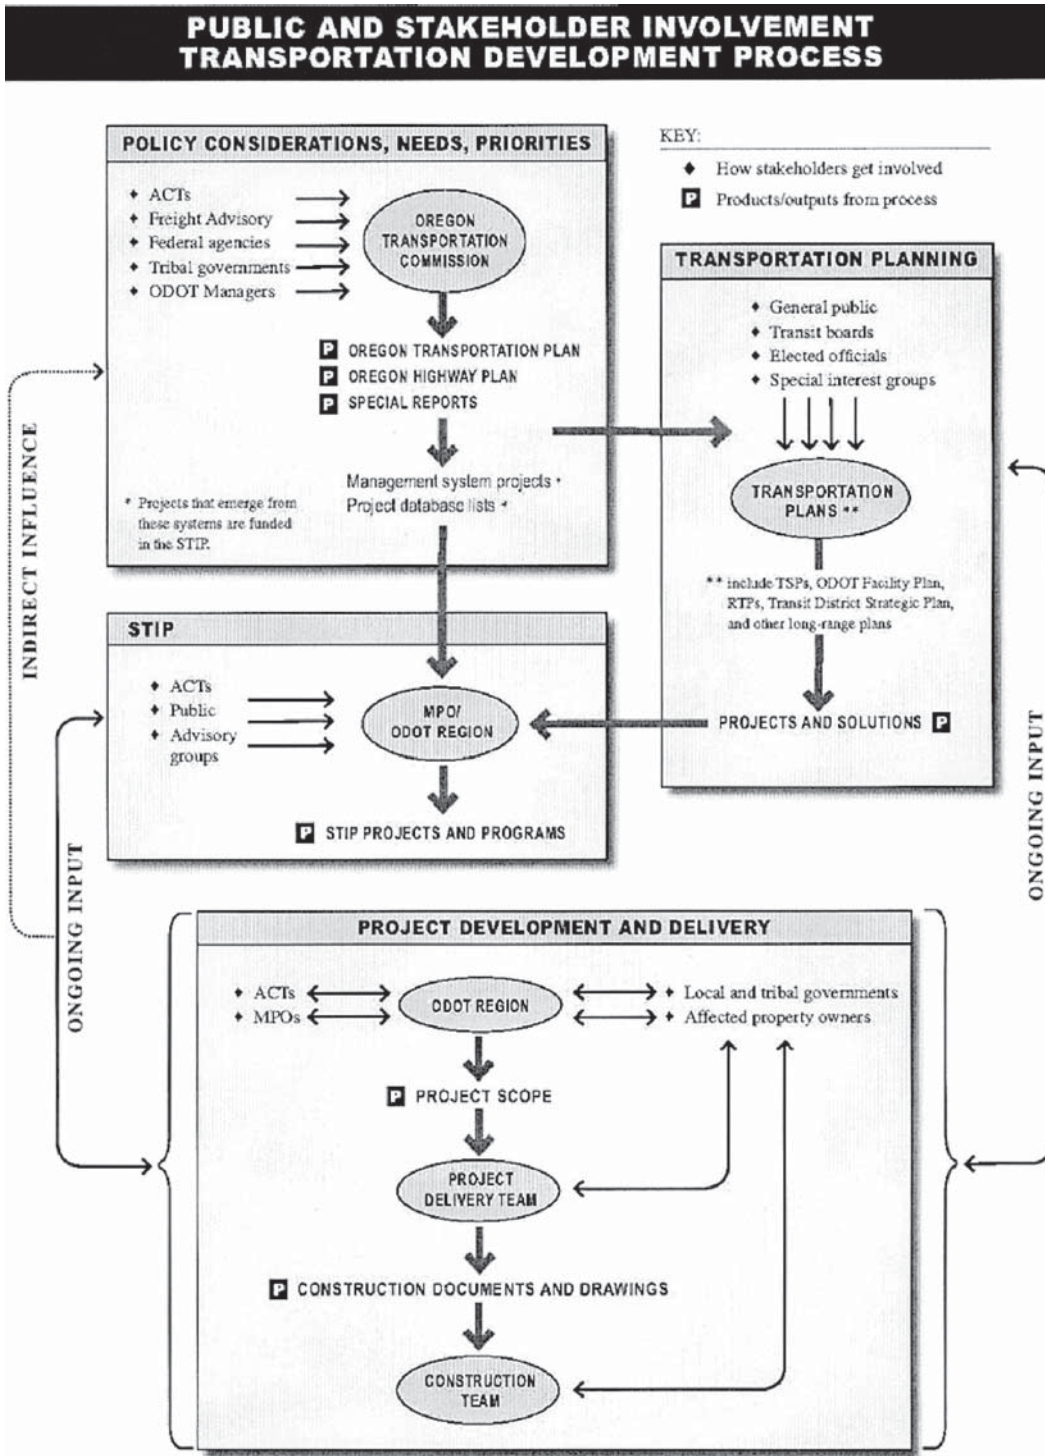 PUBLIC AND STAKEHOLDER INVOLVEMENT
TRANSPORTATION DEVELOPMENT PROCESS
POLICY CONSIDERATIONS, NEEDS, PRIORITIES
♦ ACTs
♦ Freight Advisory
♦ Federal agencies
♦ Tribal governments
♦ ODOT Managers
OREGON
TRANSPORTATION
COMMISSION
P OREGON TRANSPORTATION PLAN
P OREGON HIGHWAY PLAN
P SPECIAL REPORTS
Management system projects *
Project database lists *
* Projects that emerge from
these systems are funded
in the STIP.
KEY:
♦ How stakeholders get involved
P Products/outputs from process
TRANSPORTATION PLANNING
♦ General public
♦ Transit boards
♦ Elected officials
♦ Special interest groups
TRANSPORTATION
PLANS **
** include TSPs, ODOT Facility Plan,
RTPs, Transit District Strategic Plan,
and other long-range plans
PROJECTS AND SOLUTIONS P
STIP
♦ ACTs
♦ Public
♦ Advisory
groups
MPO/
ODOT REGION
P STIP PROJECTS AND PROGRAMS
INDIRECT INFLUENCE
ONGOING INPUT
ONGOING INPUT
PROJECT DEVELOPMENT AND DELIVERY
♦ ACTs
♦ MPOs
ODOT REGION
♦ Local and tribal governments
♦ Affected property owners
P PROJECT SCOPE
PROJECT
DELIVERY TEAM
P CONSTRUCTION DOCUMENTS AND DRAWINGS
CONSTRUCTION
TEAM